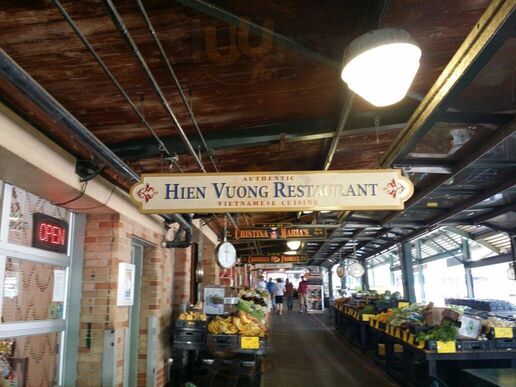 AUTHENTIC
HIEN VUONG RESTAURANT
VIETNAMESE CUISINE
OPEN
CRISTINA MARIA'S